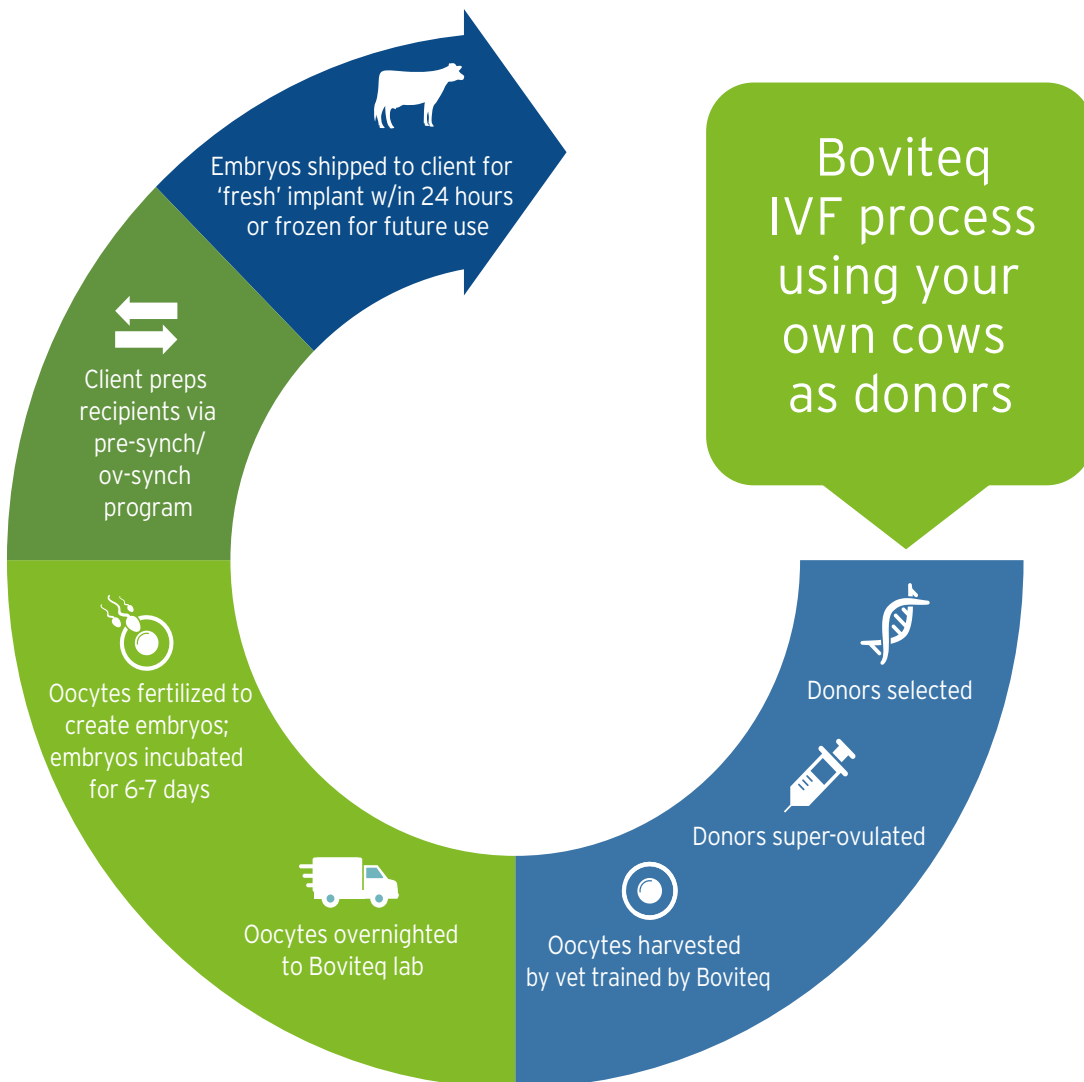 Boviteq
IVF process
using your
own cows
as donors
Donors selected
Donors super-ovulated
Oocytes harvested
by vet trained by Boviteq
Oocytes overnighted
to Boviteq lab
Oocytes fertilized to
create embryos;
embryos incubated
for 6-7 days
Client preps
recipients via
pre-synch/
ov-synch
program
Embryos shipped to client for
‘fresh’ implant w/in 24 hours
or frozen for future use